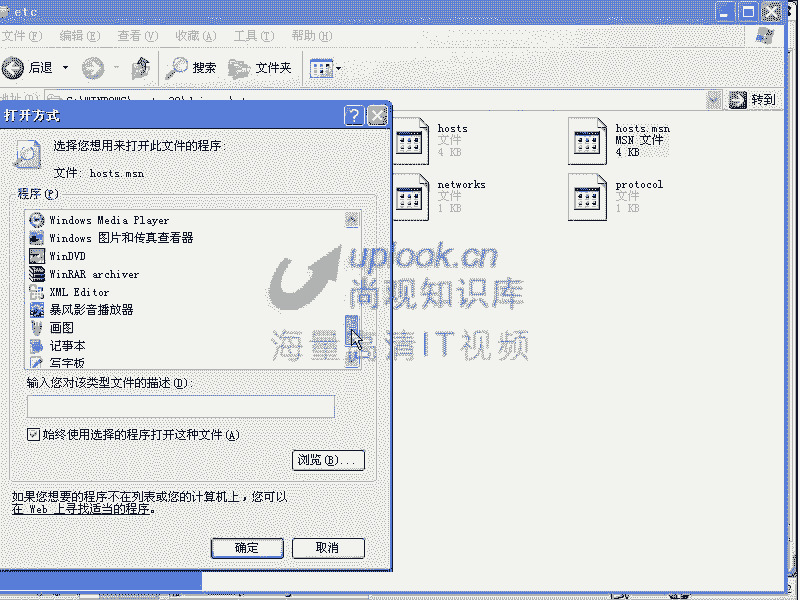 etc
文件(F) 编辑(E) 查看(V) 收藏(A) 工具(T) 帮助(H)
后退 搜索 文件夹
转到
打开方式
选择您想用来打开此文件的程序:
文件: hosts.msn
程序(P)
Windows Media Player
Windows 图片和传真查看器
WinDVD
WinRAR archiver
XML Editor
暴风影音播放器
画图
记事本
写字板
输入您对该类型文件的描述(D):
始终使用选择的程序打开这种文件(A)
浏览(B)...
如果您想要的程序不在列表或您的计算机上,您可以
在 Web 上寻找适当的程序。
确定 取消
hosts
文件
4 KB
hosts.msn
MSN 文件
4 KB
networks
文件
1 KB
protocol
文件
1 KB
uplook.cn
尚观知识库
海量高清IT视频